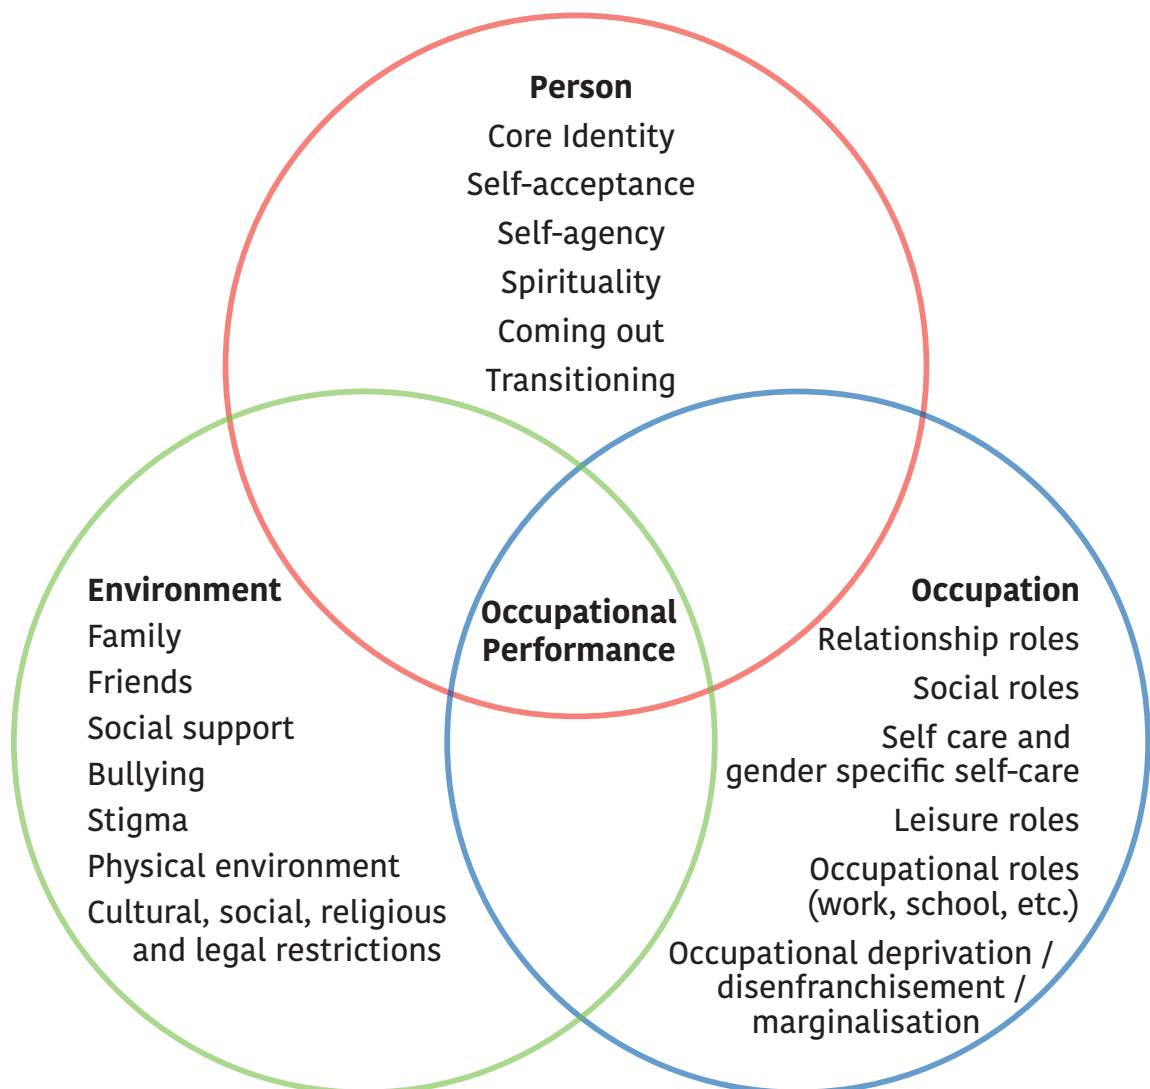 Person
Core Identity
Self-acceptance
Self-agency
Spirituality
Coming out
Transitioning
Environment
Family
Friends
Social support
Bullying
Stigma
Physical environment
Cultural, social, religious
and legal restrictions
Occupational
Performance
Occupation
Relationship roles
Social roles
Self care and
gender specific self-care
Leisure roles
Occupational roles
(work, school, etc.)
Occupational deprivation /
disenfranchisement /
marginalisation